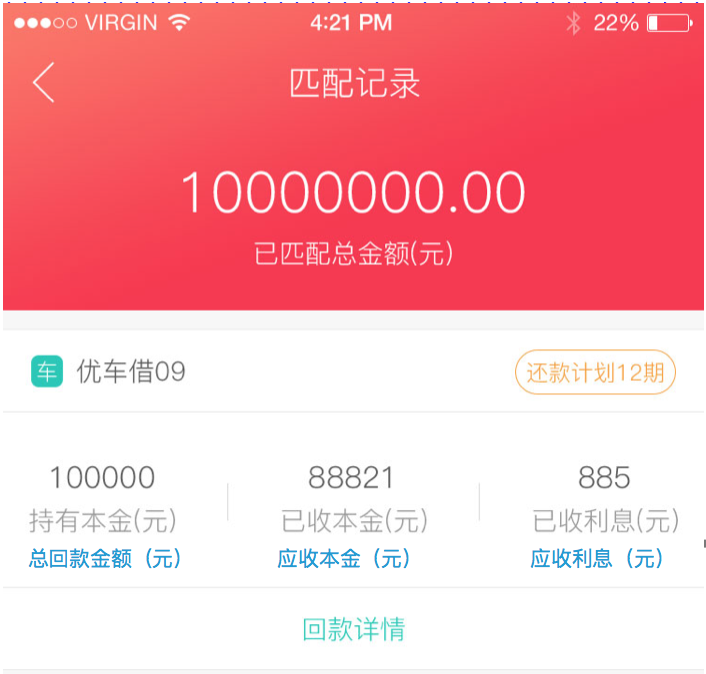 VIRGIN 4:21 PM 22%
匹配记录
10000000.00
已匹配总金额(元)
车 优车借09 还款计划12期
100000 88821 885
持有本金(元) 已收本金(元) 已收利息(元)
总回款金额（元） 应收本金（元） 应收利息（元）
回款详情